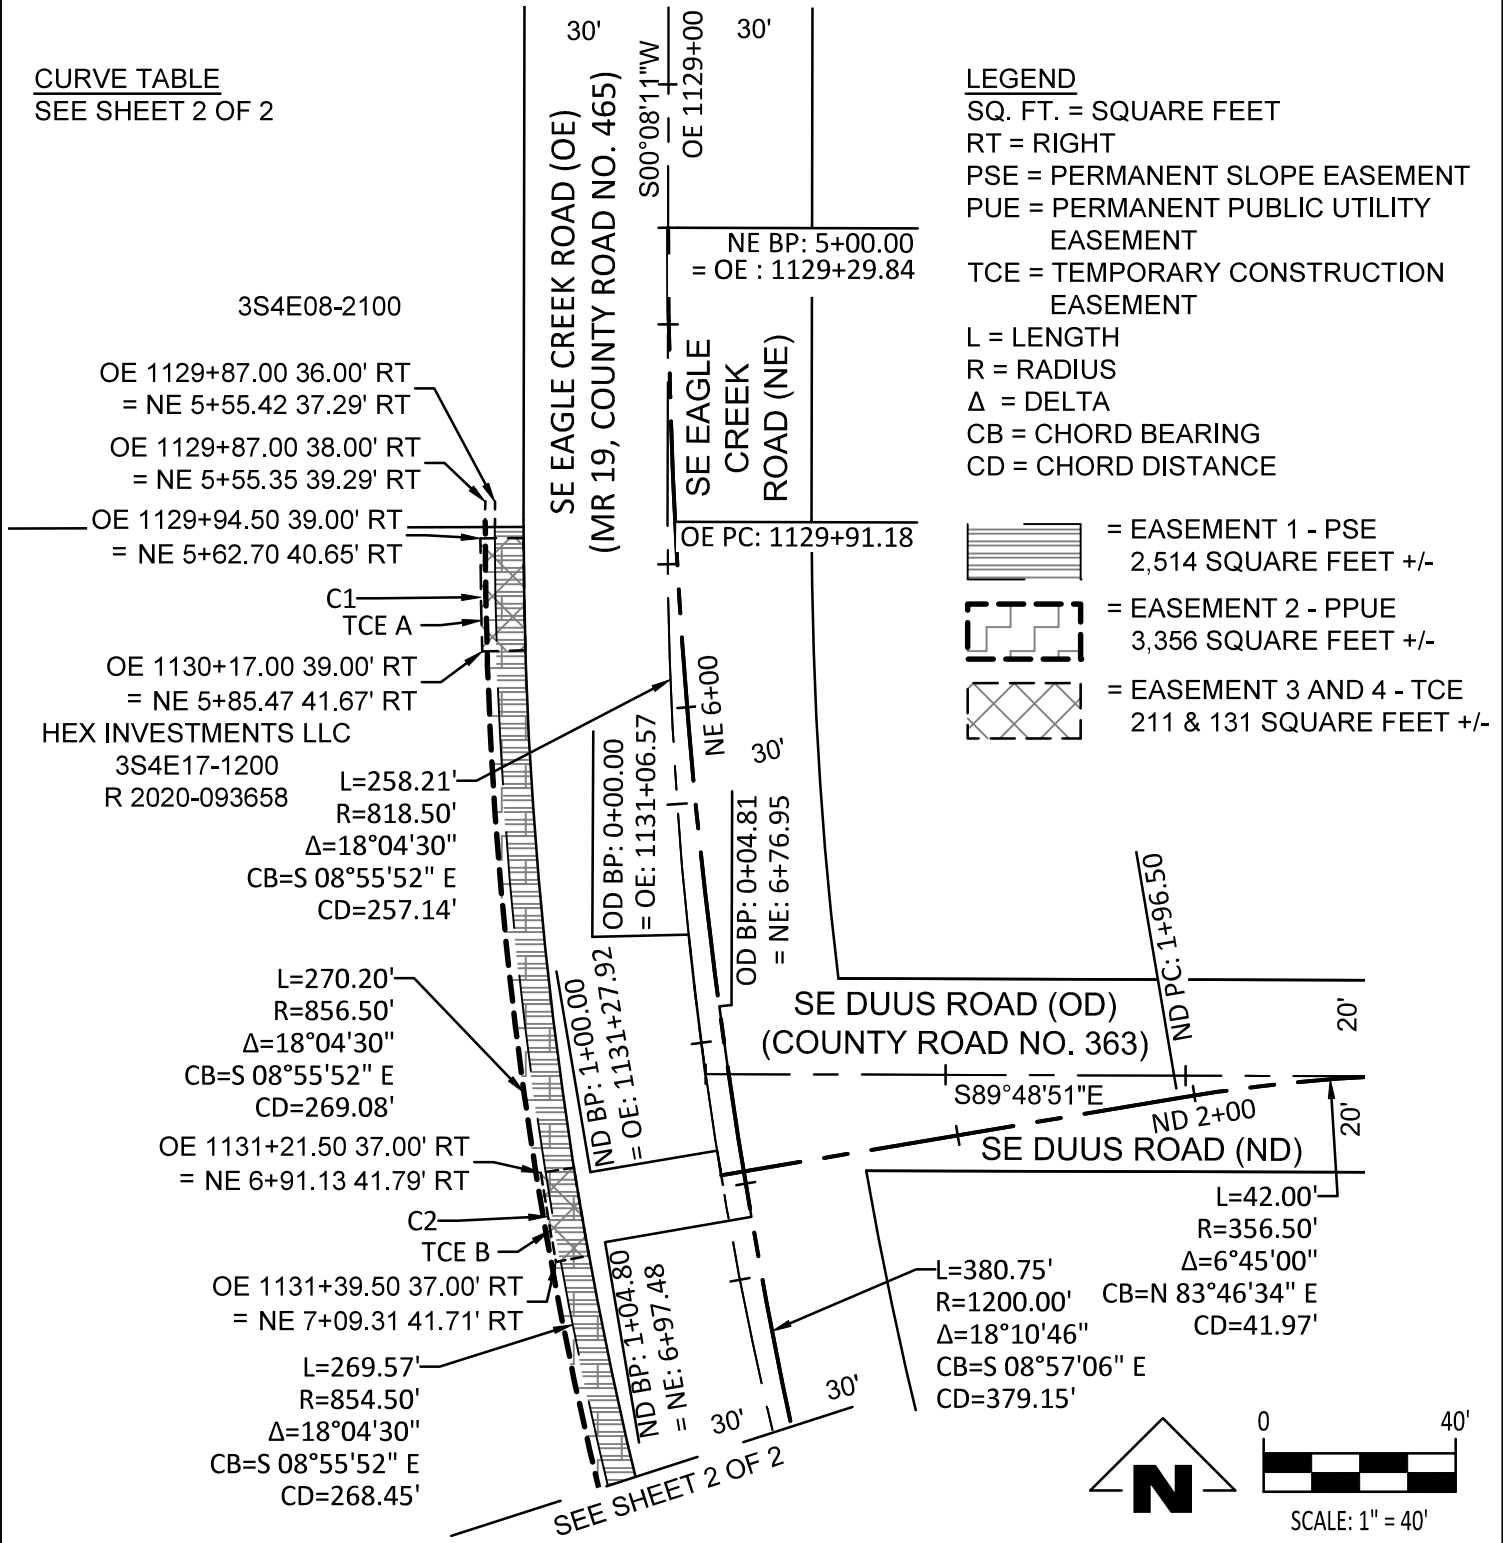 CURVE TABLE
SEE SHEET 2 OF 2
30'
30'
S00°08'11"W
OE 1129+00
SE EAGLE CREEK ROAD (OE)
(MR 19, COUNTY ROAD NO. 465)
LEGEND
SQ. FT. = SQUARE FEET
RT = RIGHT
PSE = PERMANENT SLOPE EASEMENT
PUE = PERMANENT PUBLIC UTILITY
EASEMENT
TCE = TEMPORARY CONSTRUCTION
EASEMENT
L = LENGTH
R = RADIUS
Δ = DELTA
CB = CHORD BEARING
CD = CHORD DISTANCE
= EASEMENT 1 - PSE
2,514 SQUARE FEET +/-
= EASEMENT 2 - PPUE
3,356 SQUARE FEET +/-
= EASEMENT 3 AND 4 - TCE
211 & 131 SQUARE FEET +/-
NE BP: 5+00.00
= OE : 1129+29.84
SE EAGLE
CREEK
ROAD (NE)
OE PC: 1129+91.18
3S4E08-2100
OE 1129+87.00 36.00' RT
= NE 5+55.42 37.29' RT
OE 1129+87.00 38.00' RT
= NE 5+55.35 39.29' RT
OE 1129+94.50 39.00' RT
= NE 5+62.70 40.65' RT
C1
TCE A
OE 1130+17.00 39.00' RT
= NE 5+85.47 41.67' RT
HEX INVESTMENTS LLC
3S4E17-1200
R 2020-093658
L=258.21'
R=818.50'
Δ=18°04'30"
CB=S 08°55'52" E
CD=257.14'
NE 6+00
30'
OD BP: 0+00.00
= OE: 1131+06.57
OD BP: 0+04.81
= NE: 6+76.95
L=270.20'
R=856.50'
Δ=18°04'30"
CB=S 08°55'52" E
CD=269.08'
ND BP: 1+00.00
= OE: 1131+27.92
SE DUUS ROAD (OD)
(COUNTY ROAD NO. 363)
ND PC: 1+96.50
20'
S89°48'51"E
ND 2+00
20'
SE DUUS ROAD (ND)
OE 1131+21.50 37.00' RT
= NE 6+91.13 41.79' RT
C2
TCE B
OE 1131+39.50 37.00' RT
= NE 7+09.31 41.71' RT
L=269.57'
R=854.50'
Δ=18°04'30"
CB=S 08°55'52" E
CD=268.45'
ND BP: 1+04.80
= NE: 6+97.48
L=380.75'
R=1200.00'
Δ=18°10'46"
CB=S 08°57'06" E
CD=379.15'
L=42.00'
R=356.50'
Δ=6°45'00"
CB=N 83°46'34" E
CD=41.97'
30'
30'
SEE SHEET 2 OF 2
N
0
40'
SCALE: 1" = 40'